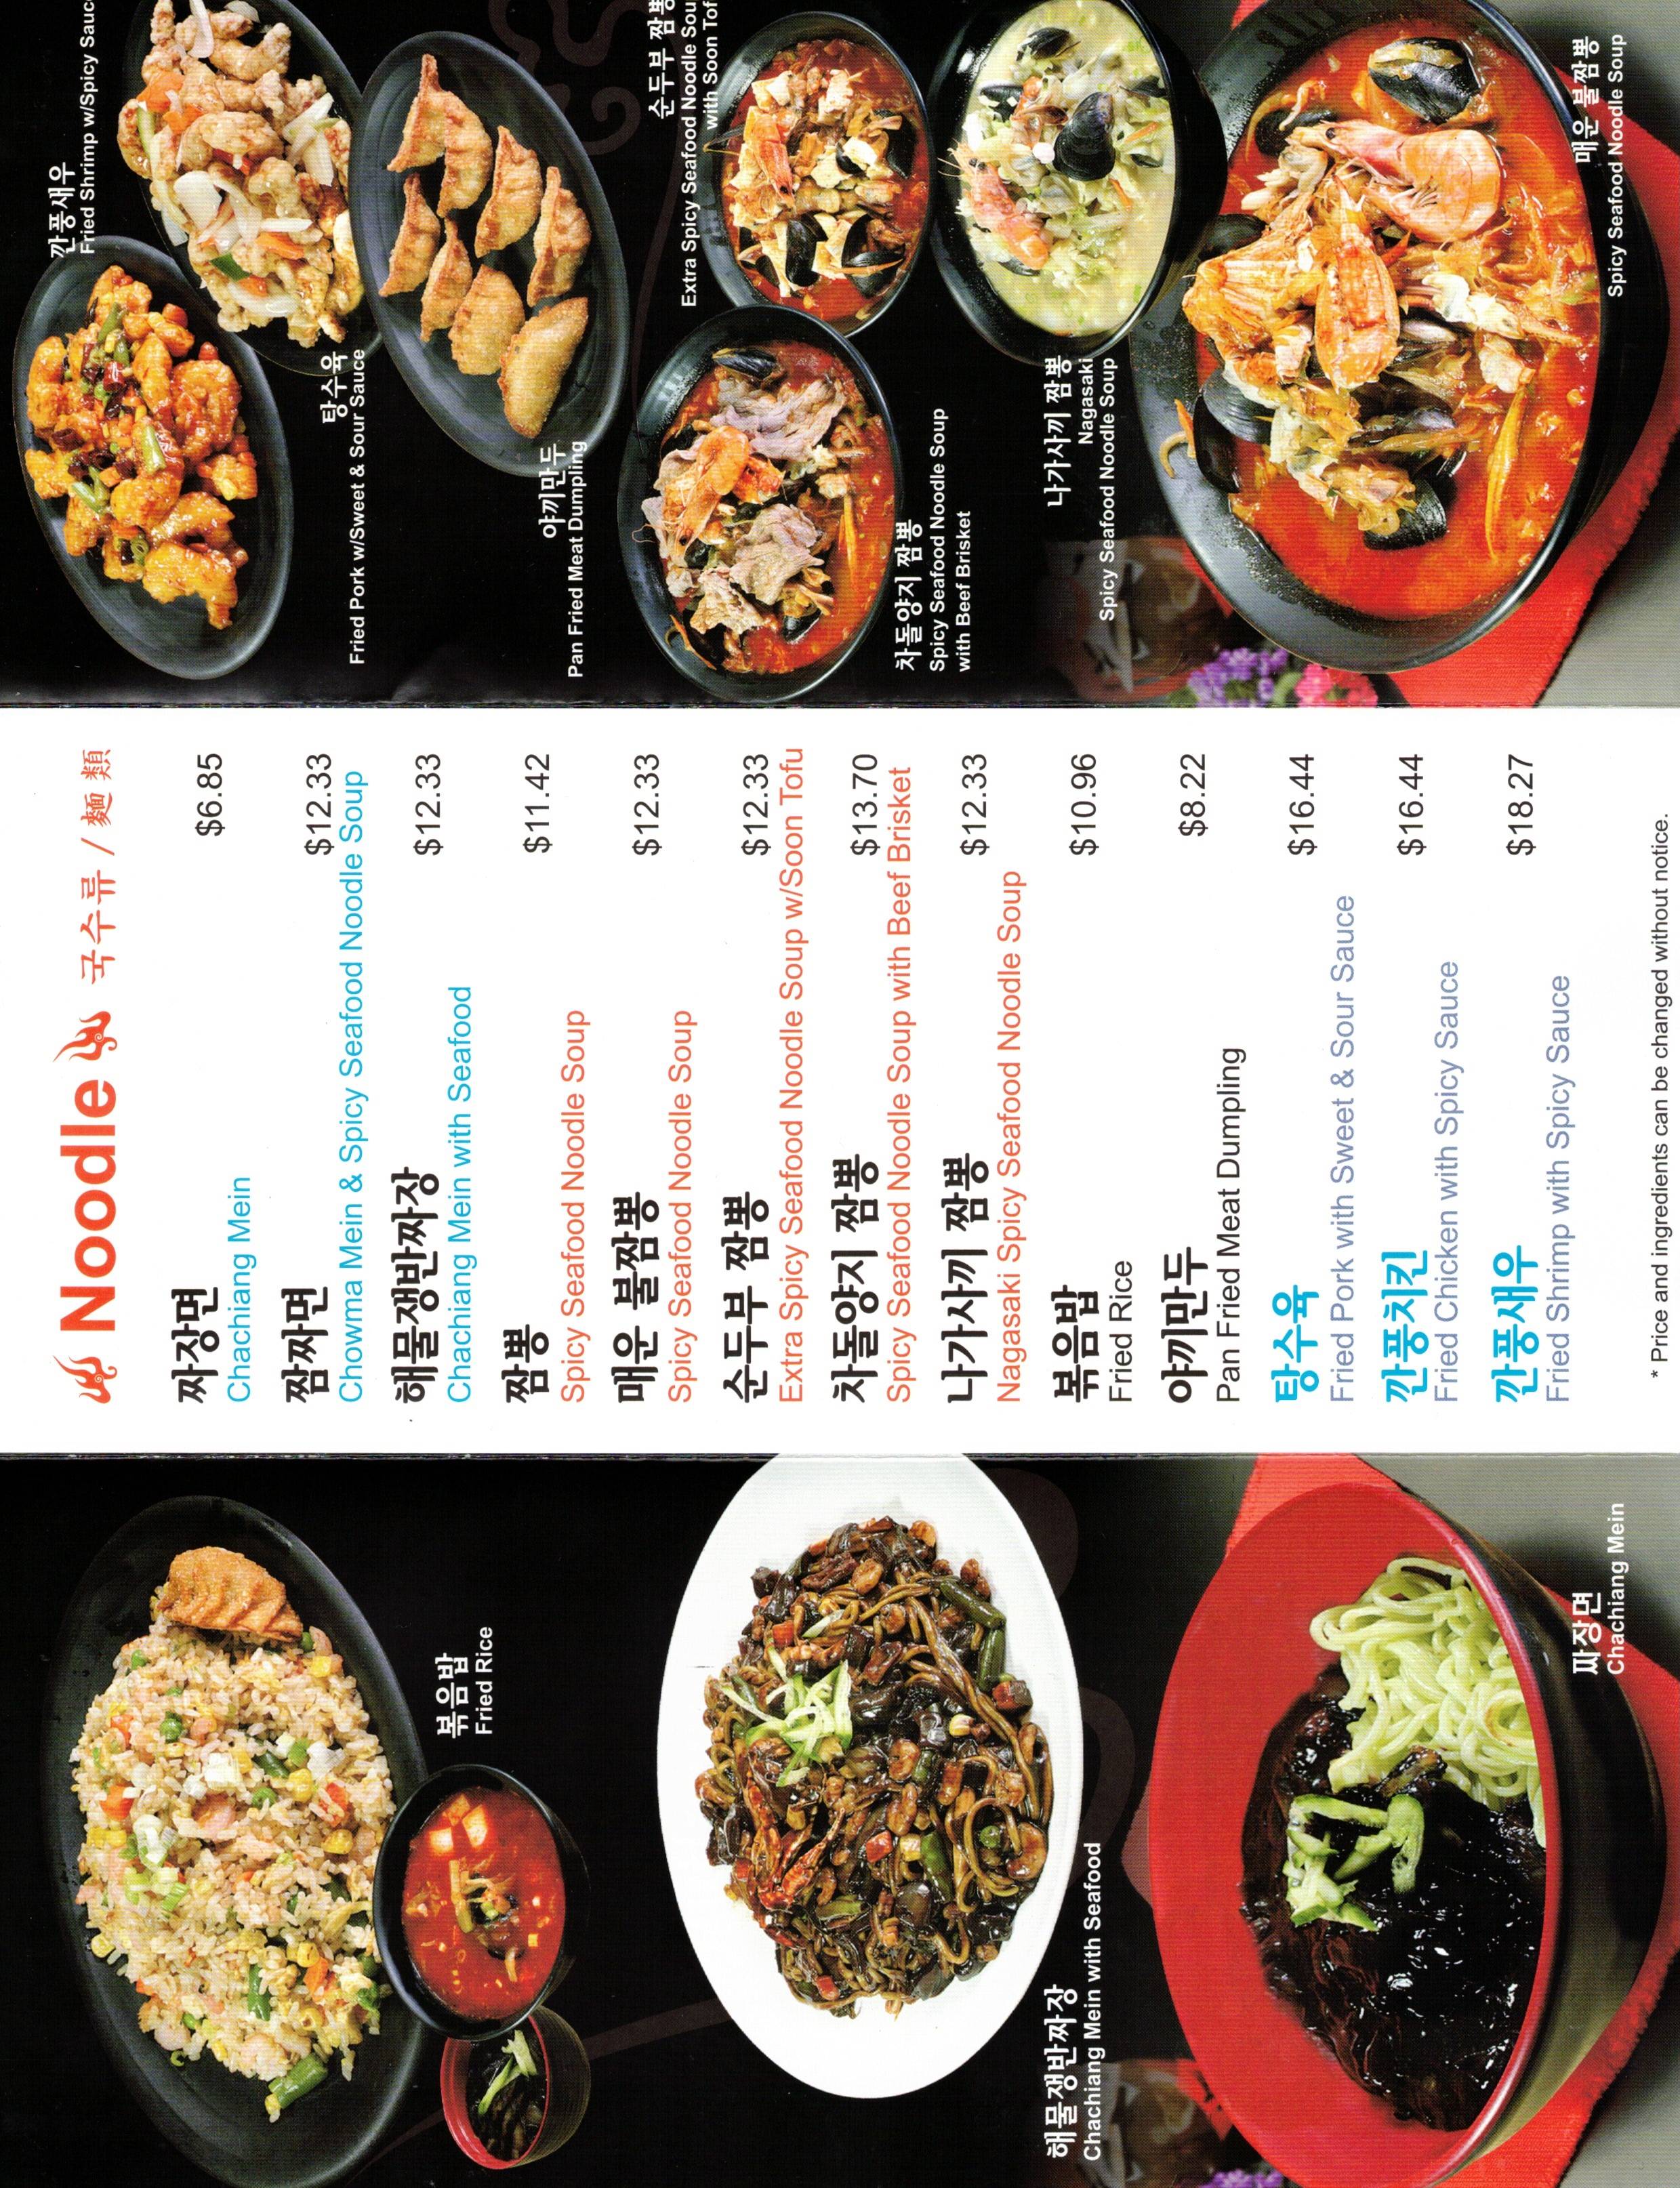 볶음밥
Fried Rice
해물쟁반짜장
Chachiang Mein with Seafood
짜장면
Chachiang Mein
Noodle 국수류 / 麵 類
짜장면 $6.85
Chachiang Mein
짬짜면 $12.33
Chowma Mein & Spicy Seafood Noodle Soup
해물쟁반짜장 $12.33
Chachiang Mein with Seafood
짬뽕 $11.42
Spicy Seafood Noodle Soup
매운 불짬뽕 $12.33
Spicy Seafood Noodle Soup
순두부 짬뽕 $12.33
Extra Spicy Seafood Noodle Soup w/Soon Tofu
차돌양지 짬뽕 $13.70
Spicy Seafood Noodle Soup with Beef Brisket
나가사끼 짬뽕 $12.33
Nagasaki Spicy Seafood Noodle Soup
볶음밥 $10.96
Fried Rice
야끼만두 $8.22
Pan Fried Meat Dumpling
탕수육 $16.44
Fried Pork with Sweet & Sour Sauce
깐풍치킨 $16.44
Fried Chicken with Spicy Sauce
깐풍새우 $18.27
Fried Shrimp with Spicy Sauce
* Price and ingredients can be changed without notice.
깐풍새우
Fried Shrimp w/Spicy Sauc
탕수육
Fried Pork w/Sweet & Sour Sauce
야끼만두
Pan Fried Meat Dumpling
순두부 짬뽕
Extra Spicy Seafood Noodle Sou
with Soon Tof
차돌양지 짬뽕
Spicy Seafood Noodle Soup
with Beef Brisket
나가사끼 짬뽕
Nagasaki
Spicy Seafood Noodle Soup
매운 불짬뽕
Spicy Seafood Noodle Soup